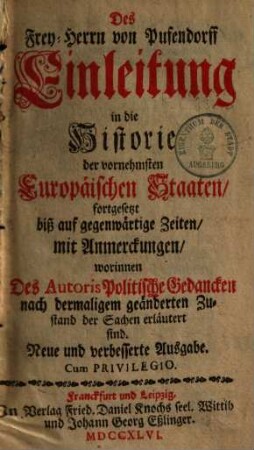 Des
Frey-Herrn von Pufendorff
Einleitung
in die
Historie
der vornehmsten
Europäischen Staaten/
fortgesetzt
biß auf gegenwärtige Zeiten/
mit Anmerckungen/
worinnen
Des Autoris Politische Gedancken
nach dermaligem geänderten Zu-
stand der Sachen erläutert
sind.
Neue und verbesserte Ausgabe.
Cum PRIVILEGIO.
Franckfurt und Leipzig,
In Verlag Fried. Daniel Knochs seel. Wittib
und Johann Georg Eßlinger.
MDCCXLVI.